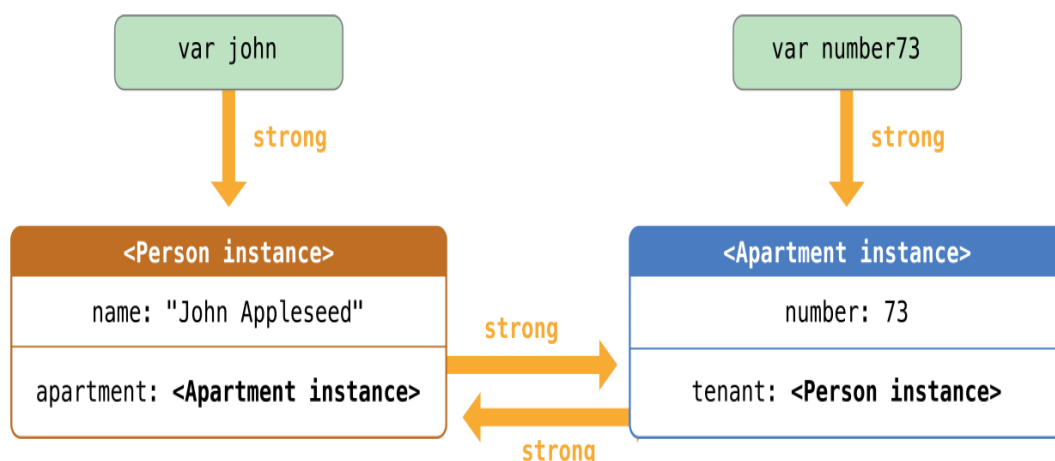 var john
var number73
strong
strong
<Person instance>
<Apartment instance>
name: "John Appleseed"
number: 73
strong
apartment: <Apartment instance>
tenant: <Person instance>
strong